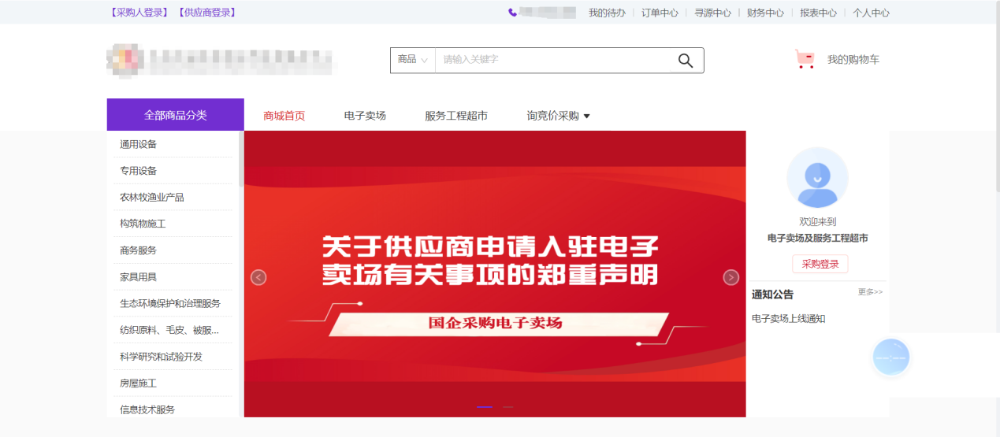 【采购人登录】 【供应商登录】
我的待办 订单中心 寻源中心 财务中心 报表中心 个人中心
商品 请输入关键字
我的购物车
全部商品分类 商城首页 电子卖场 服务工程超市 询竞价采购
通用设备
专用设备
农林牧渔业产品
构筑物施工
商务服务
家具用具
生态环境保护和治理服务
纺织原料、毛皮、被服...
科学研究和试验开发
房屋施工
信息技术服务
关于供应商申请入驻电子
卖场有关事项的郑重声明
国企采购电子卖场
欢迎来到
电子卖场及服务工程超市
采购登录
通知公告 更多>>
电子卖场上线通知